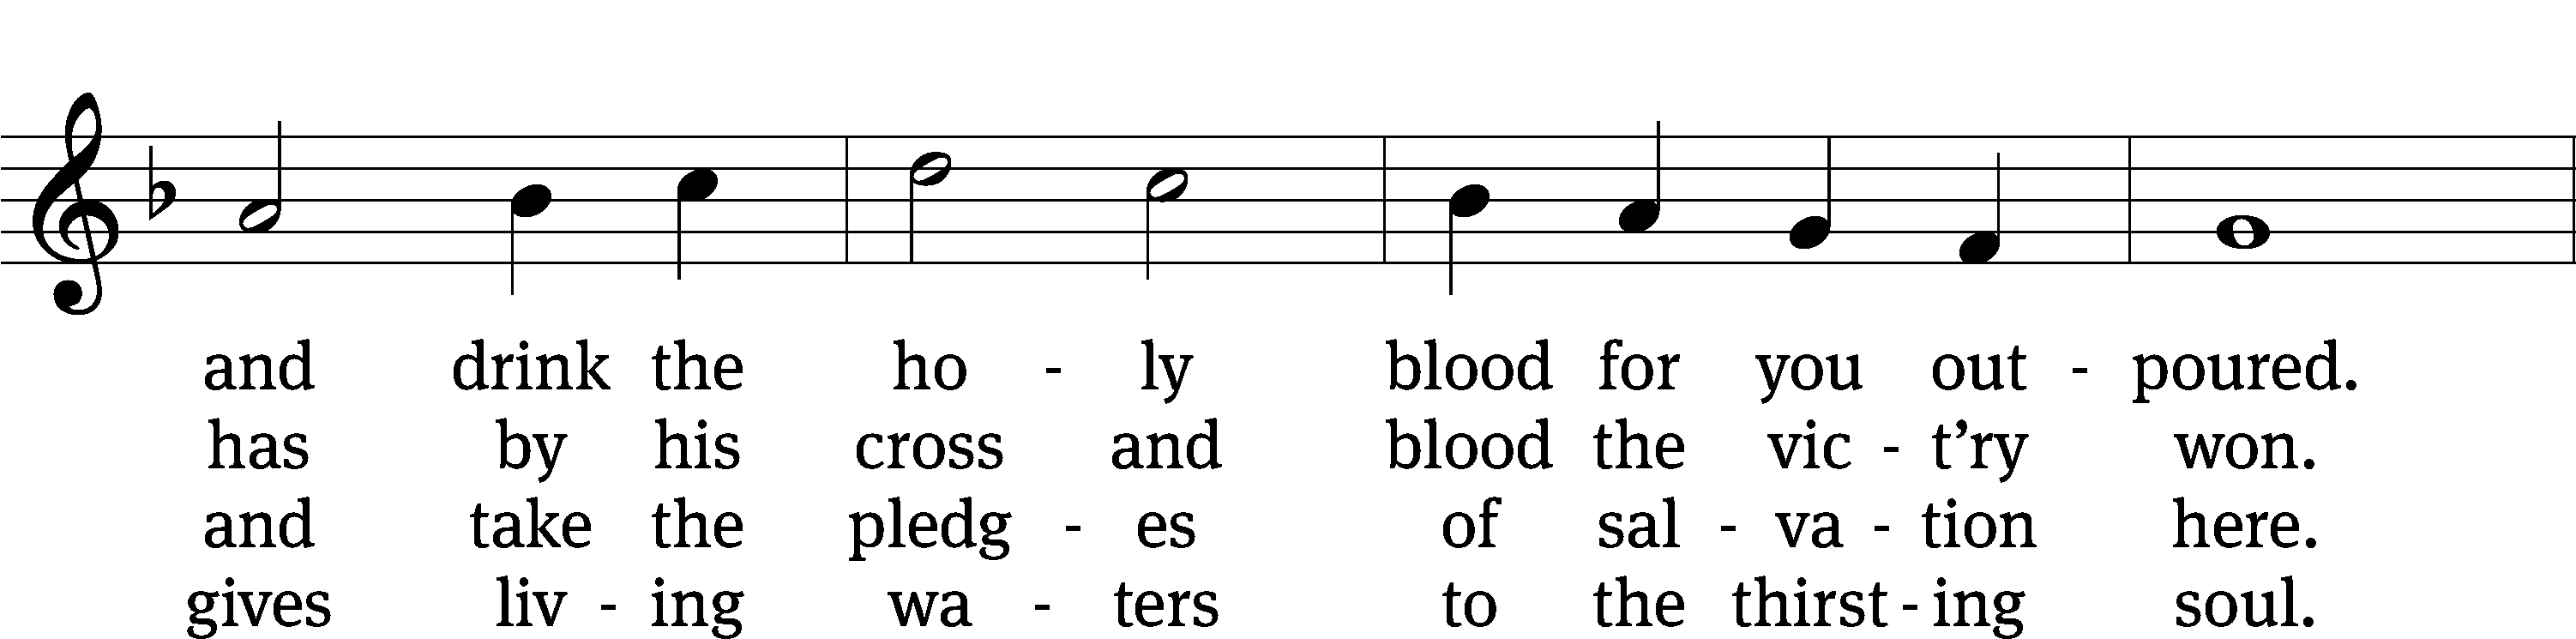 and drink the ho - ly blood for you out - poured.
has by his cross and blood the vic - t’ry won.
and take the pledg - es of sal - va - tion here.
gives liv - ing wa - ters to the thirst - ing soul.